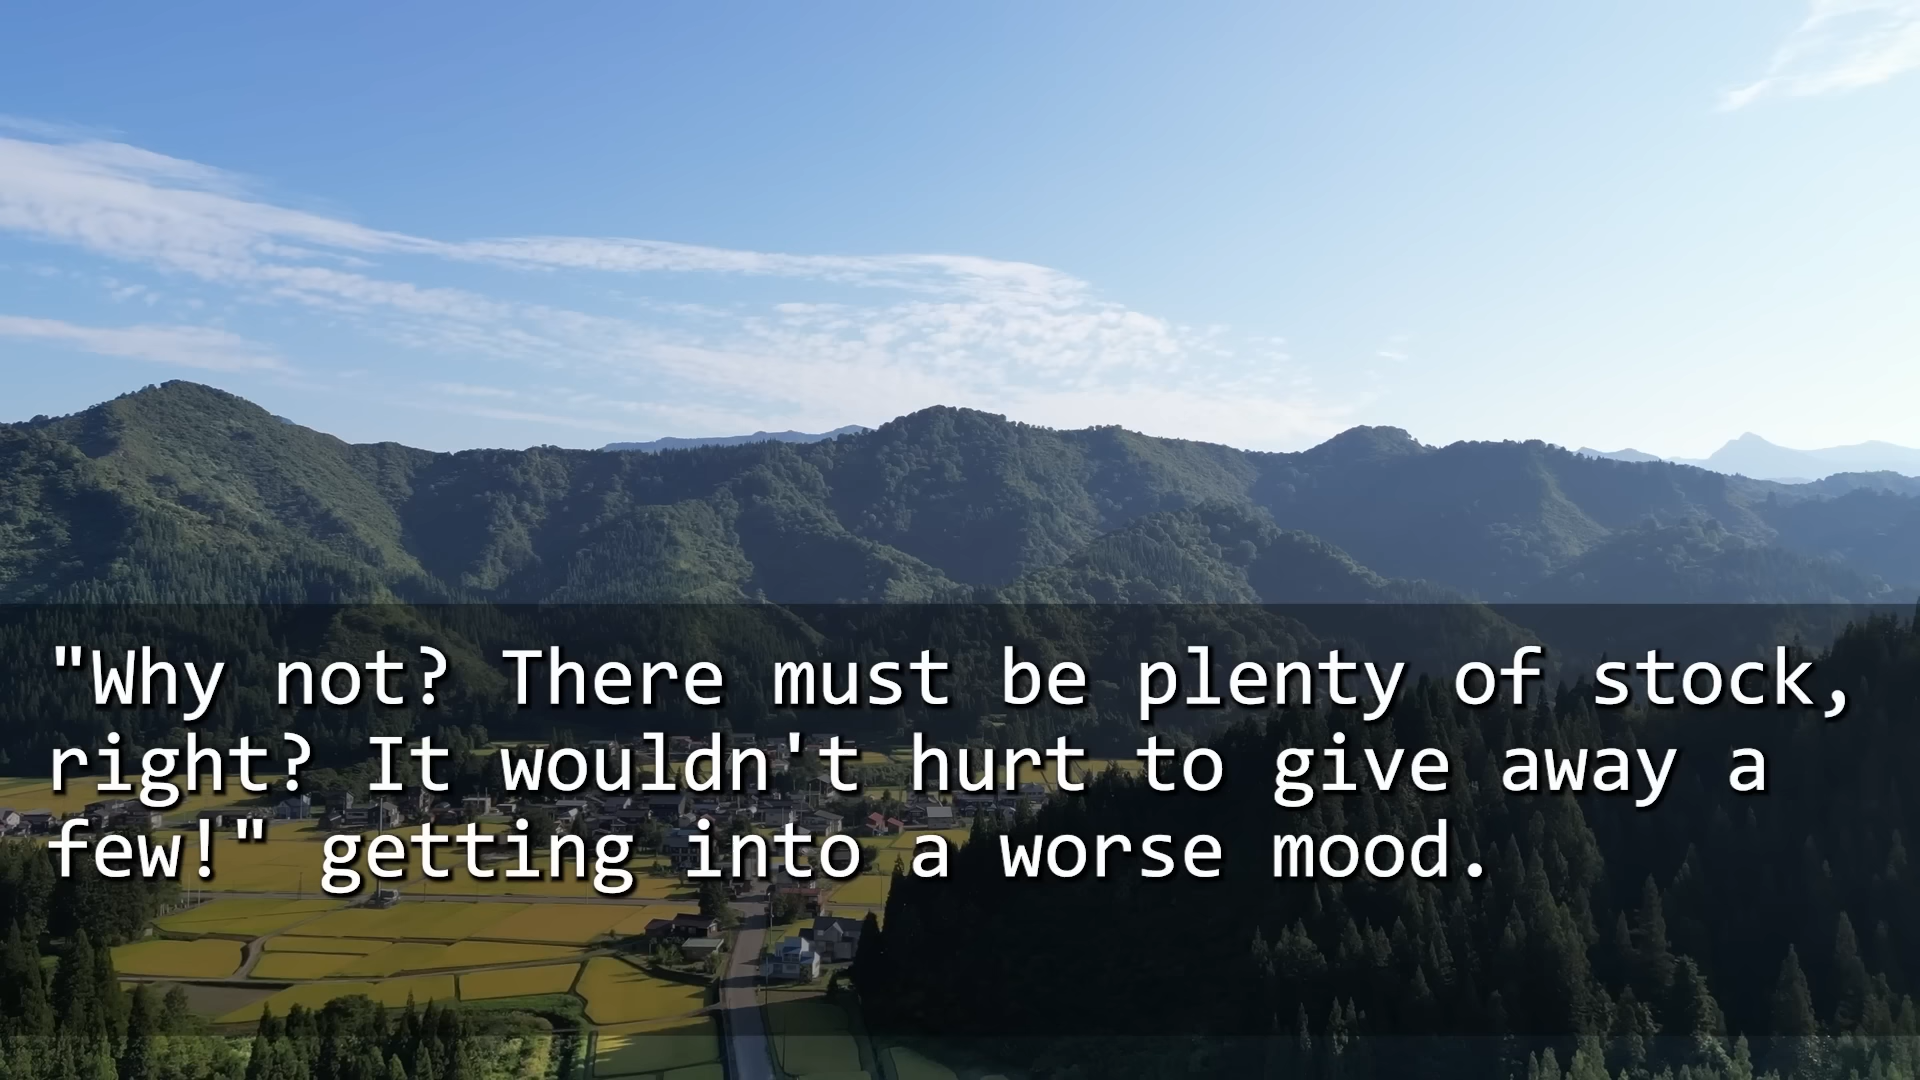 "Why not? There must be plenty of stock,
right? It wouldn't hurt to give away a
few!" getting into a worse mood.